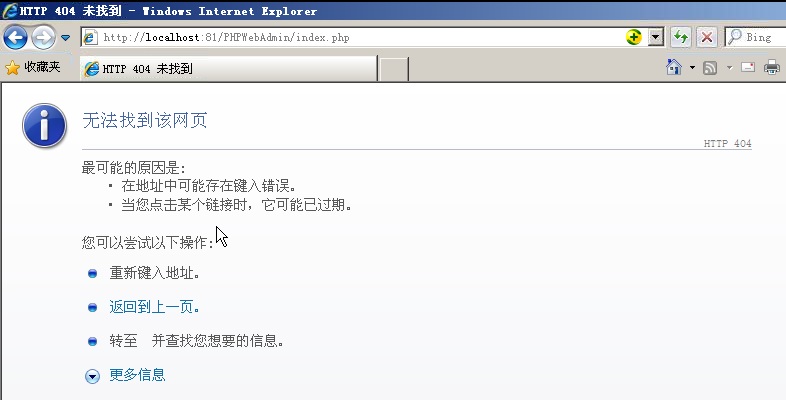 HTTP 404 未找到 - Windows Internet Explorer
http://localhost:81/PHPWebAdmin/index.php
Bing
收藏夹
HTTP 404 未找到
无法找到该网页
HTTP 404
最可能的原因是:
• 在地址中可能存在键入错误。
• 当您点击某个链接时，它可能已过期。
您可以尝试以下操作:
重新键入地址。
返回到上一页。
转至 并查找您想要的信息。
更多信息